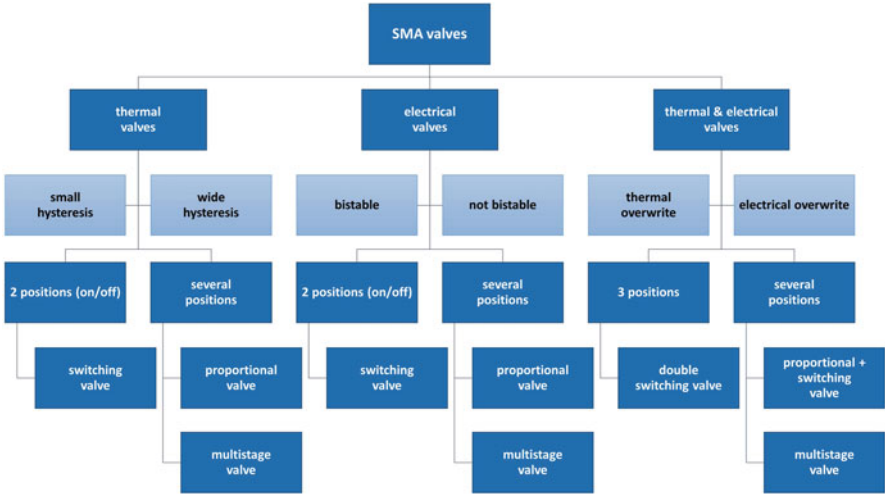 SMA valves
thermal
valves
electrical
valves
thermal & electrical
valves
small
hysteresis
wide
hysteresis
bistable
not bistable
thermal
overwrite
electrical overwrite
2 positions (on/off)
several
positions
2 positions (on/off)
several
positions
3 positions
several
positions
switching
valve
proportional
valve
switching
valve
proportional
valve
double
switching valve
proportional +
switching
valve
multistage
valve
multistage
valve
multistage
valve